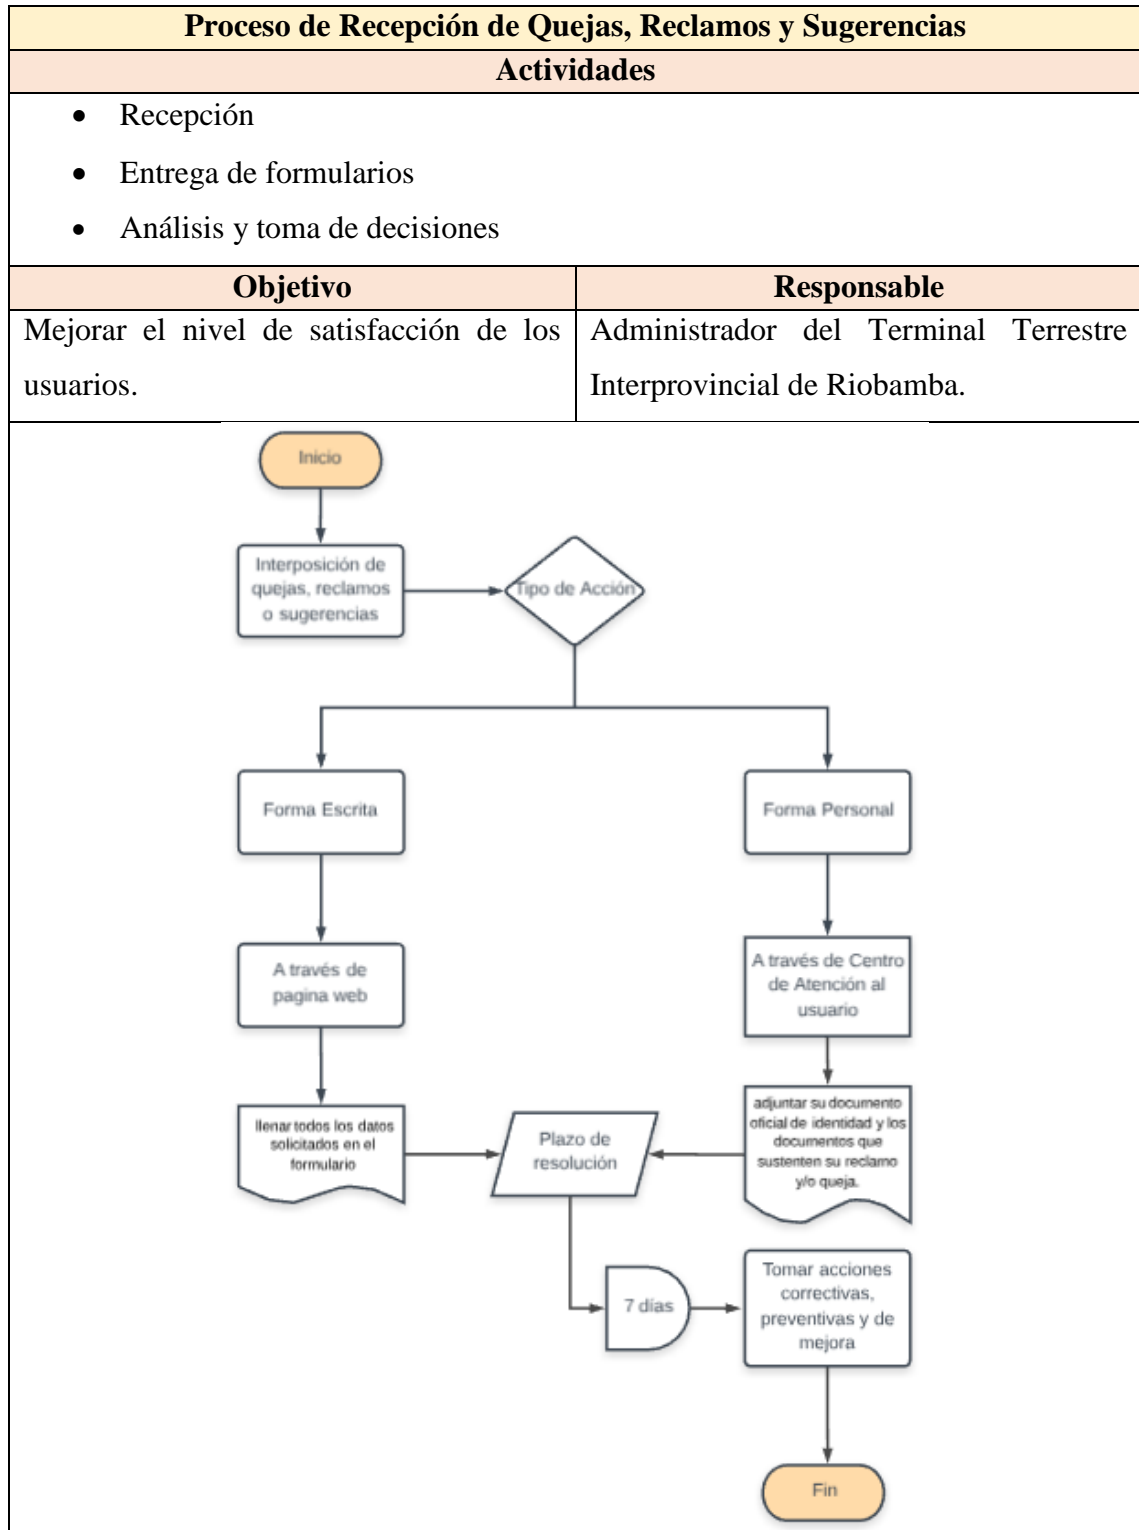 Proceso de Recepción de Quejas, Reclamos y Sugerencias
Actividades
• Recepción
• Entrega de formularios
• Análisis y toma de decisiones
Objetivo
Mejorar el nivel de satisfacción de los
usuarios.
Responsable
Administrador del Terminal Terrestre
Interprovincial de Riobamba.
Inicio
Interposición de
quejas, reclamos
o sugerencias
Tipo de Acción
Forma Escrita
Forma Personal
A través de
pagina web
A través de Centro
de Atención al
usuario
llenar todos los datos
solicitados en el
formulario
Plazo de
resolución
adjuntar su documento
oficial de identidad y los
documentos que
sustenten su reclamo
y/o queja.
7 días
Tomar acciones
correctivas,
preventivas y de
mejora
Fin